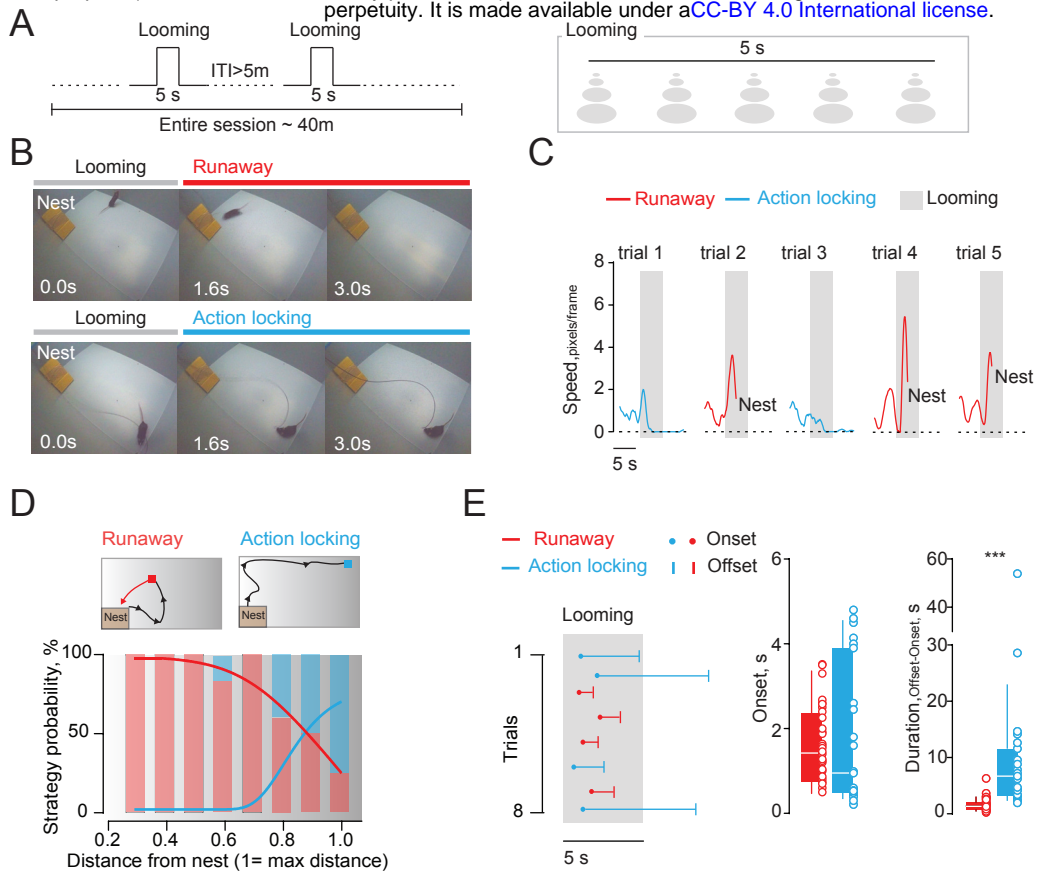 perpetuity. It is made available under aCC-BY 4.0 International license.
A
Looming
Looming
ITI>5m
5 s
5 s
Entire session ~ 40m
Looming
5 s
B
Looming
Runaway
Nest
0.0s
1.6s
3.0s
Looming
Action locking
Nest
0.0s
1.6s
3.0s
C
Runaway
Action locking
Looming
trial 1
trial 2
trial 3
trial 4
trial 5
8
6
4
2
0
Speed,pixels/frame
Nest
Nest
Nest
5 s
D
Runaway
Action locking
Nest
Nest
100
50
0
Strategy probability, %
0.2
0.4
0.6
0.8
1.0
Distance from nest (1= max distance)
E
Runaway
Action locking
Onset
Offset
Looming
1
8
Trials
5 s
6
4
2
0
Onset, s
60
40
30
20
10
0
Duration,Offset-Onset, s
***